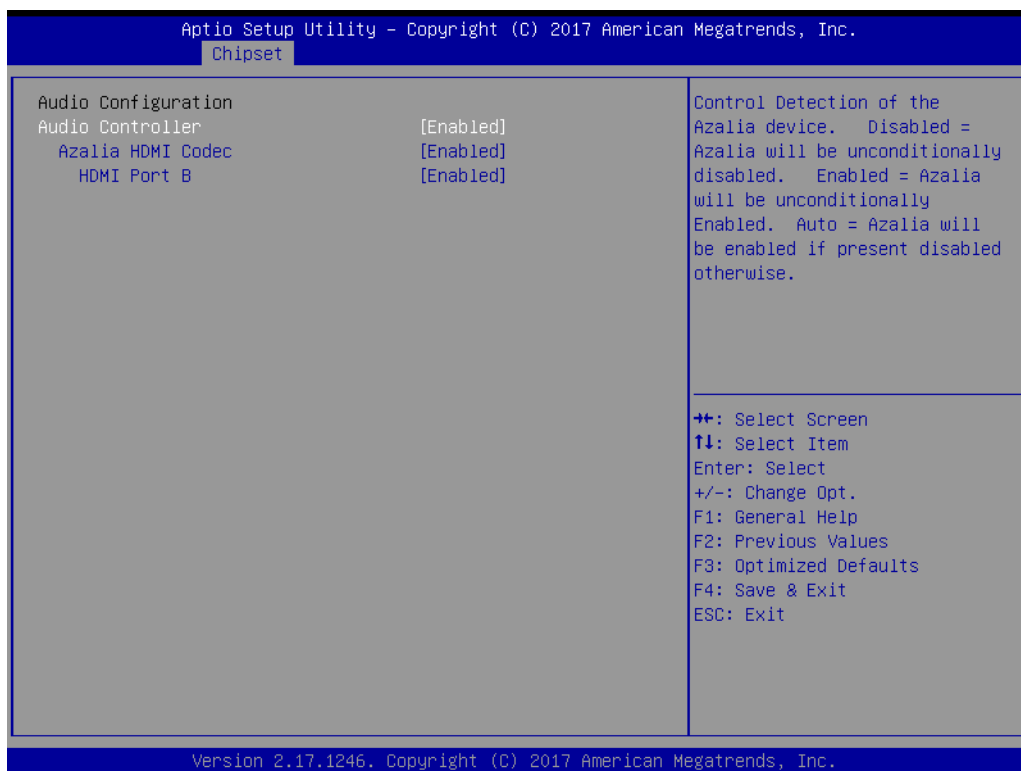 Aptio Setup Utility – Copyright (C) 2017 American Megatrends, Inc.
Chipset
Audio Configuration
Audio Controller [Enabled]
Azalia HDMI Codec [Enabled]
HDMI Port B [Enabled]
Control Detection of the
Azalia device. Disabled =
Azalia will be unconditionally
disabled. Enabled = Azalia
will be unconditionally
Enabled. Auto = Azalia will
be enabled if present disabled
otherwise.
→←: Select Screen
↑↓: Select Item
Enter: Select
+/-: Change Opt.
F1: General Help
F2: Previous Values
F3: Optimized Defaults
F4: Save & Exit
ESC: Exit
Version 2.17.1246. Copyright (C) 2017 American Megatrends, Inc.